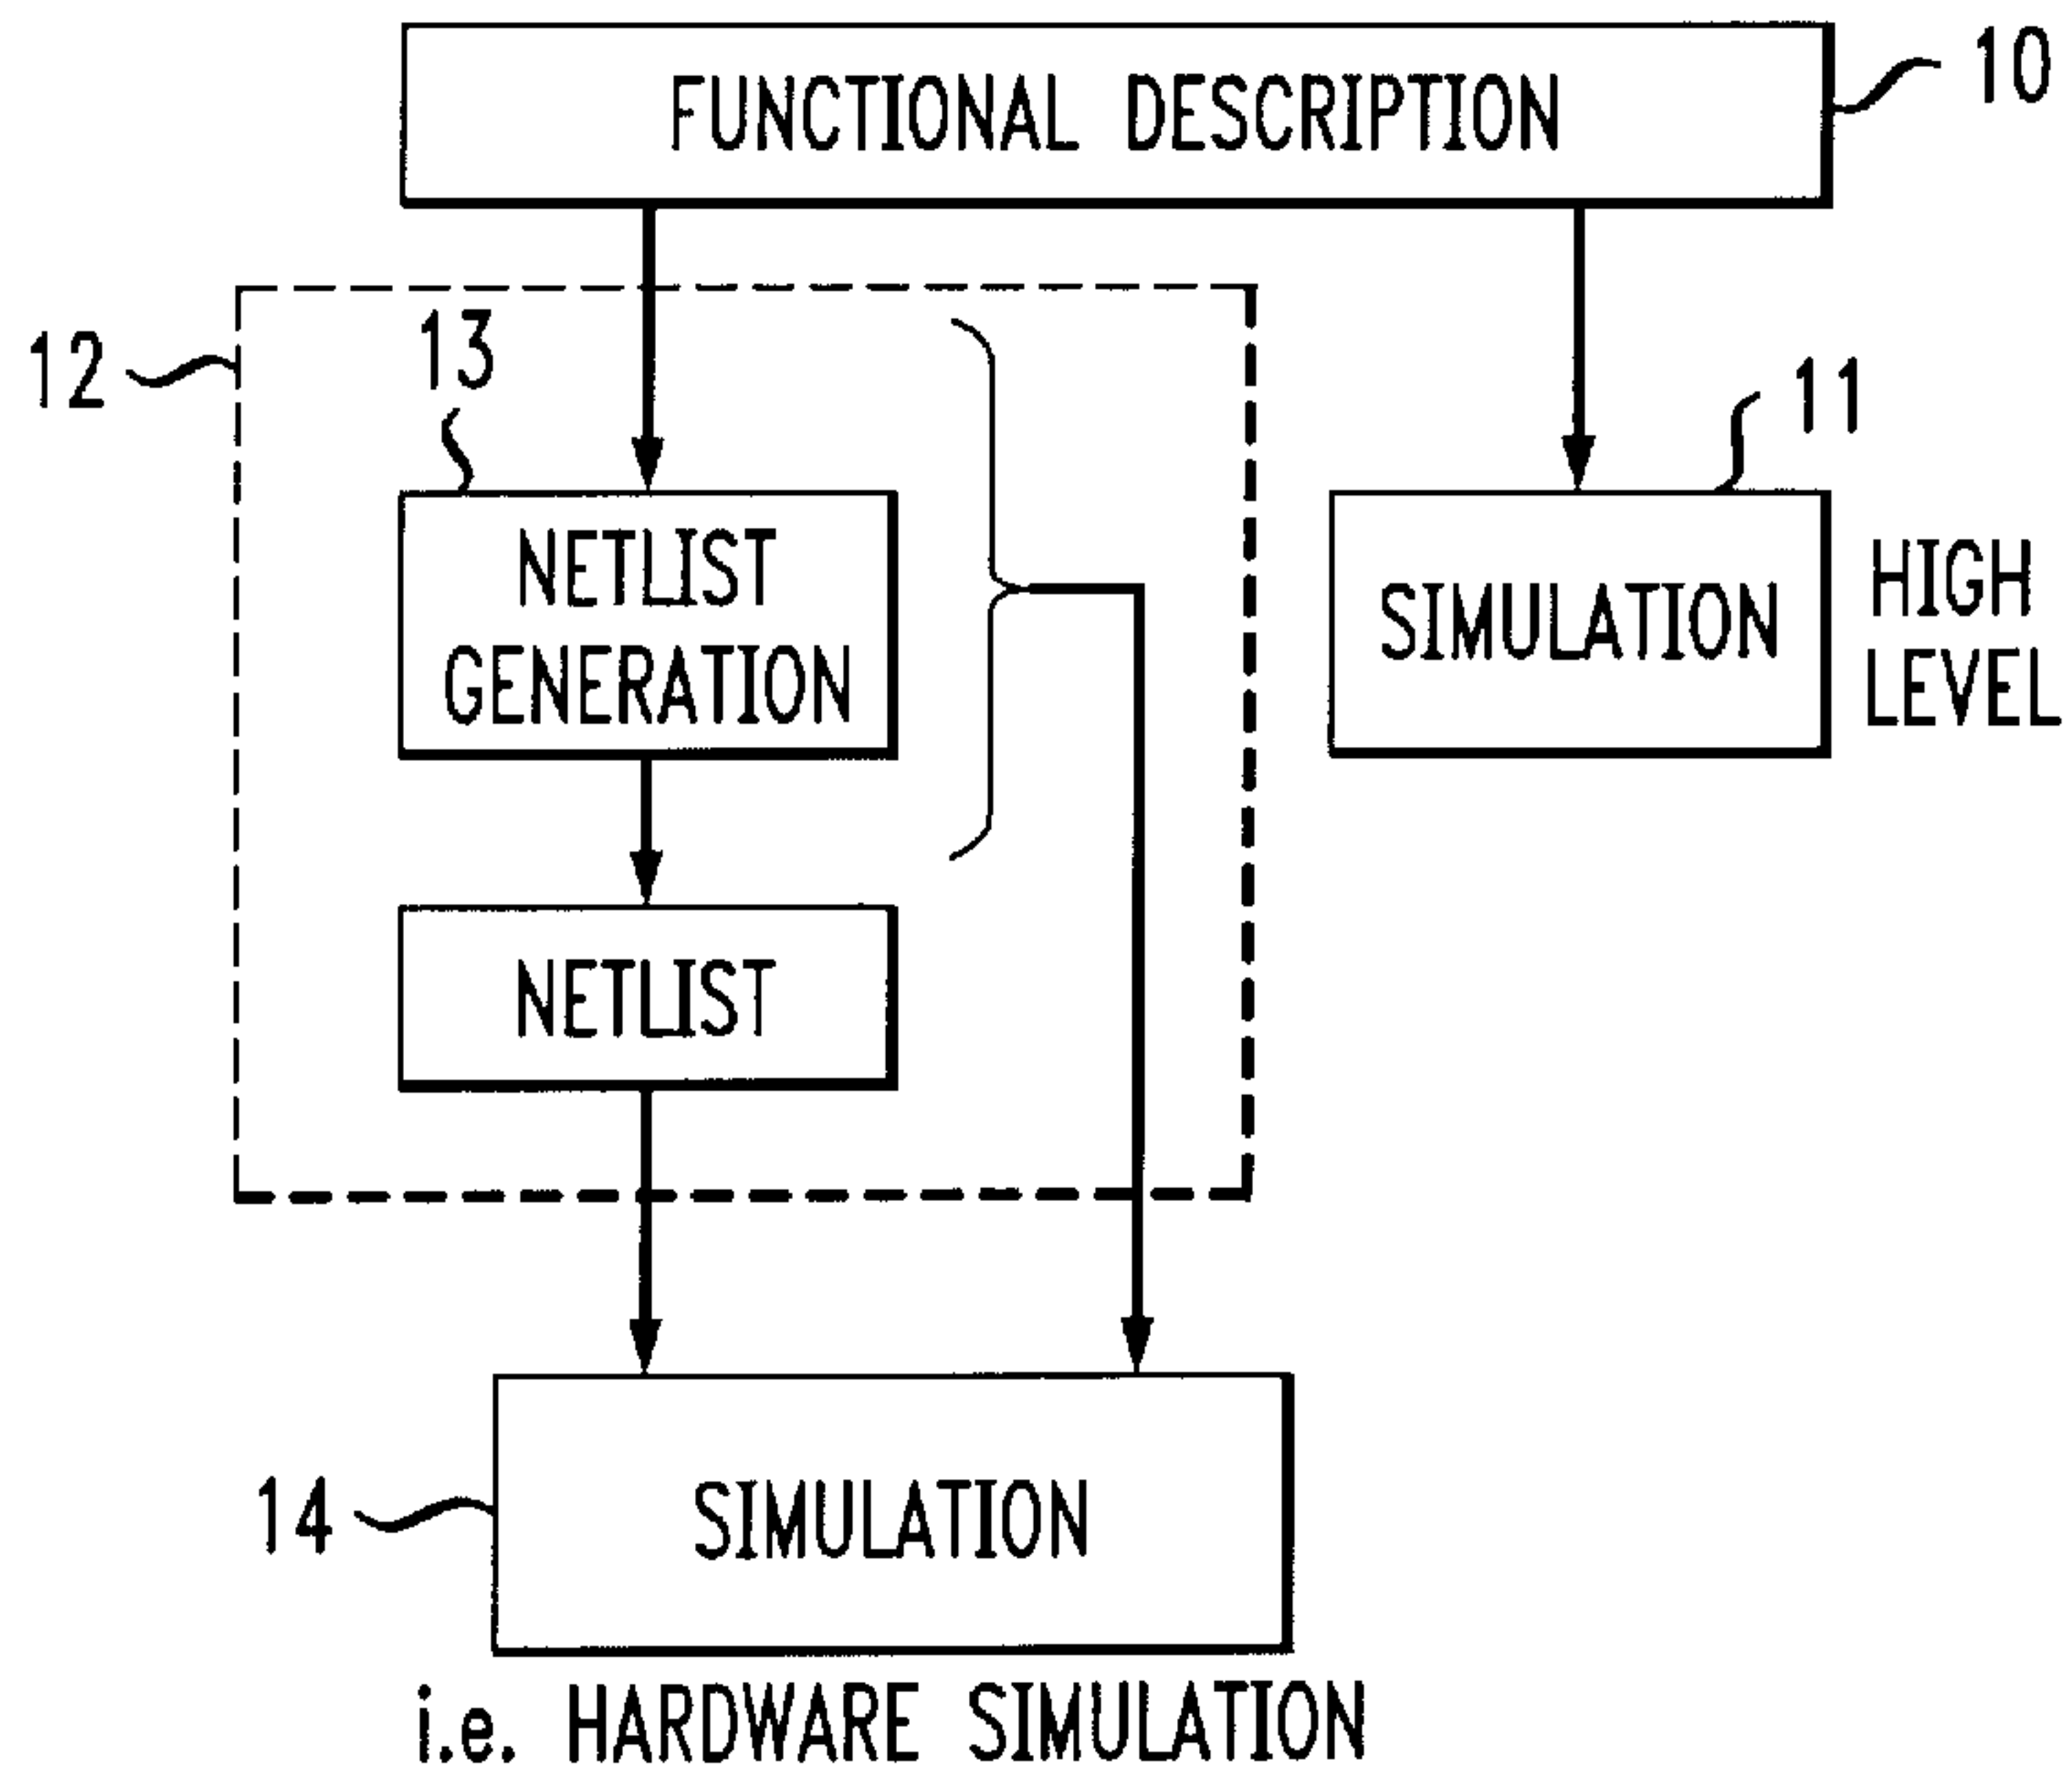 FUNCTIONAL DESCRIPTION
10
12
13
11
NETLIST
GENERATION
SIMULATION
HIGH
LEVEL
NETLIST
14
SIMULATION
i.e. HARDWARE SIMULATION